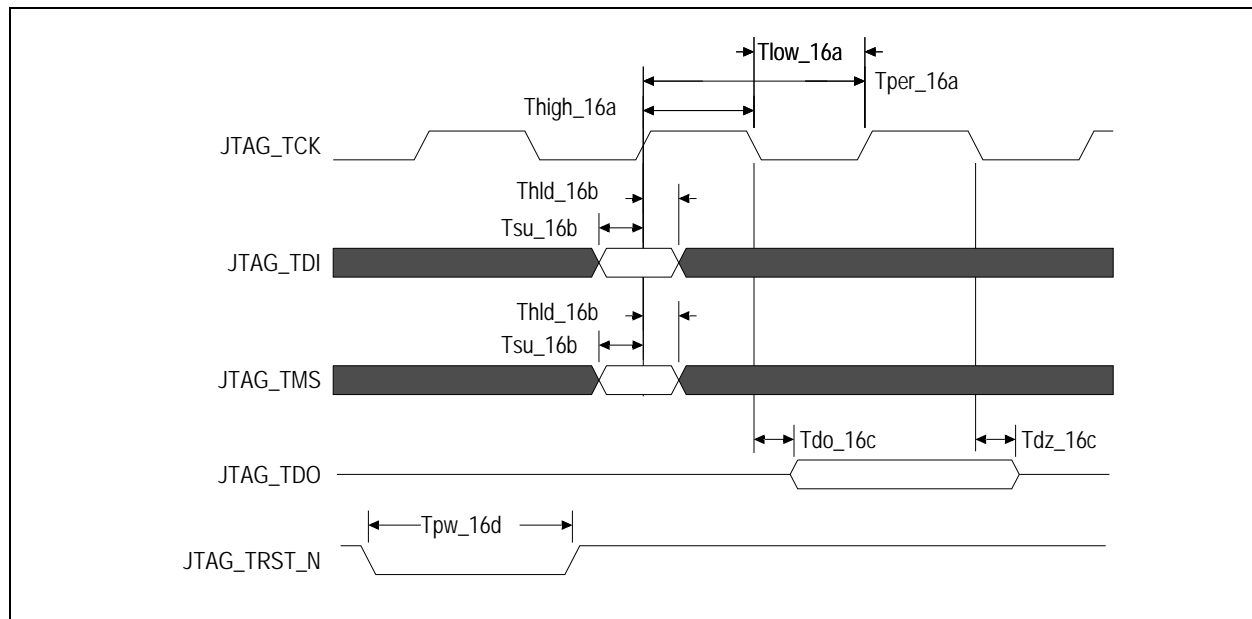 Tlow_16a
Tper_16a
Thigh_16a
JTAG_TCK
Thld_16b
Tsu_16b
JTAG_TDI
Thld_16b
Tsu_16b
JTAG_TMS
Tdo_16c
Tdz_16c
JTAG_TDO
Tpw_16d
JTAG_TRST_N